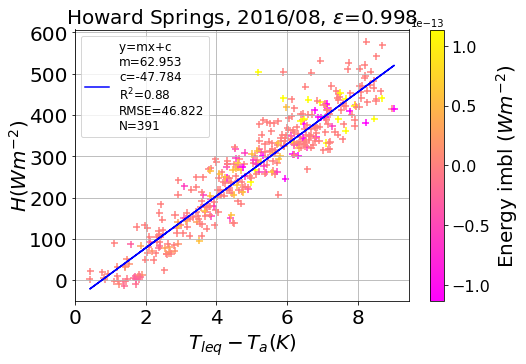 Howard Springs, 2016/08, ε=0.998
1e−13
y=mx+c
m=62.953
c=-47.784
R²=0.88
RMSE=46.822
N=391
600
500
400
300
200
100
0
H(Wm⁻²)
0 2 4 6 8
T_leq − T_a(K)
1.0
0.5
0.0
−0.5
−1.0
Energy imbl (Wm⁻²)